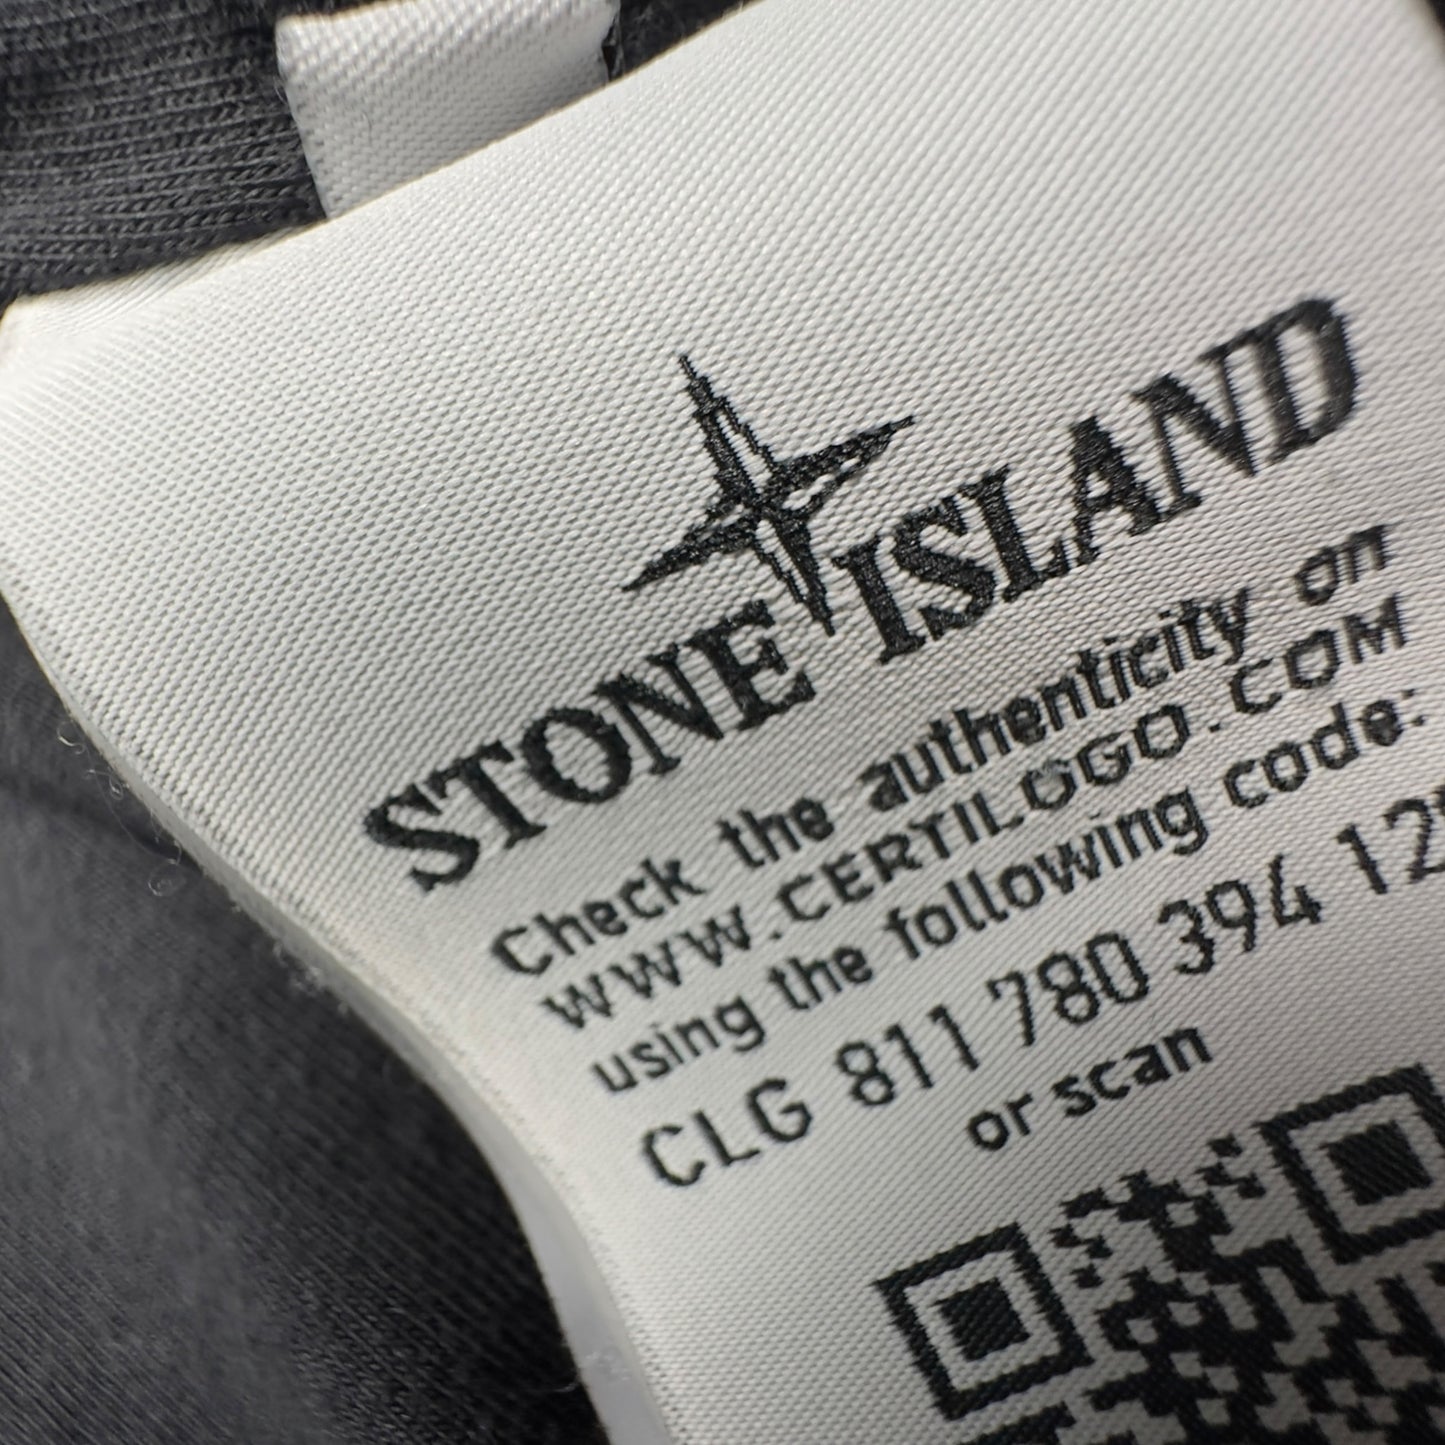 STONE ISLAND
Check the authenticity on
WWW.CERTILOGO.COM
using the following code:
CLG 811 780 394 12
or scan